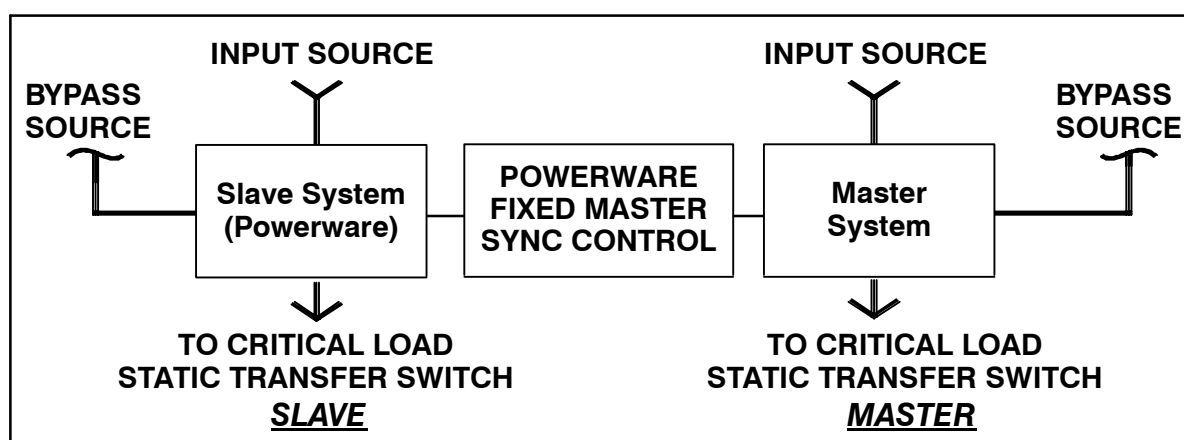 INPUT SOURCE
INPUT SOURCE
BYPASS
SOURCE
BYPASS
SOURCE
Slave System
(Powerware)
POWERWARE
FIXED MASTER
SYNC CONTROL
Master
System
TO CRITICAL LOAD
STATIC TRANSFER SWITCH
SLAVE
TO CRITICAL LOAD
STATIC TRANSFER SWITCH
MASTER